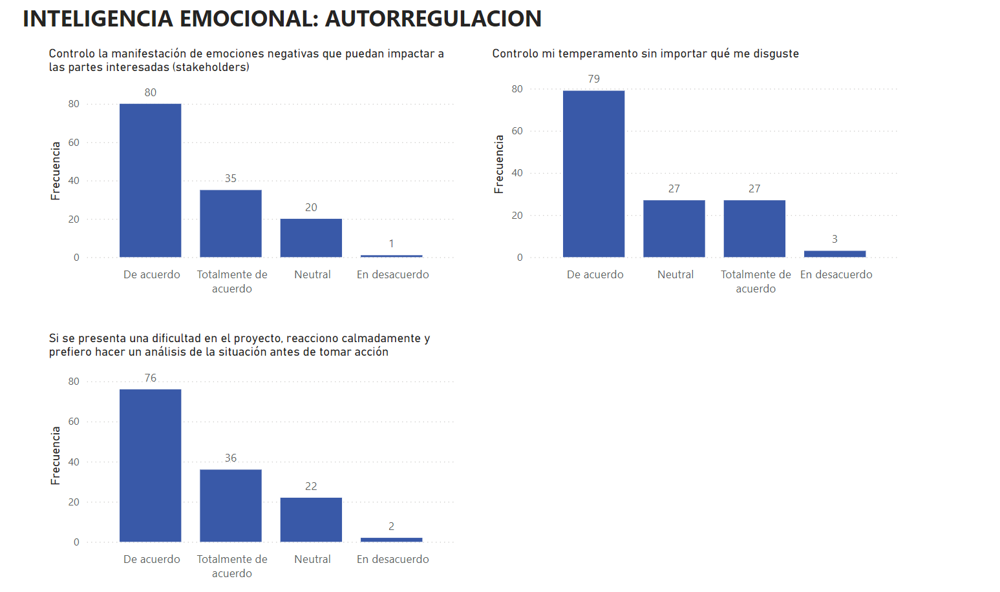 INTELIGENCIA EMOCIONAL: AUTORREGULACION
Controlo la manifestación de emociones negativas que puedan impactar a
las partes interesadas (stakeholders)
80
80
60
40
20
0
Frecuencia
35
20
1
De acuerdo
Totalmente de
acuerdo
Neutral
En desacuerdo
Controlo mi temperamento sin importar qué me disguste
79
80
60
40
20
0
Frecuencia
27
27
3
De acuerdo
Neutral
Totalmente de
acuerdo
En desacuerdo
Si se presenta una dificultad en el proyecto, reacciono calmadamente y
prefiero hacer un análisis de la situación antes de tomar acción
76
80
60
40
20
0
Frecuencia
36
22
2
De acuerdo
Totalmente de
acuerdo
Neutral
En desacuerdo